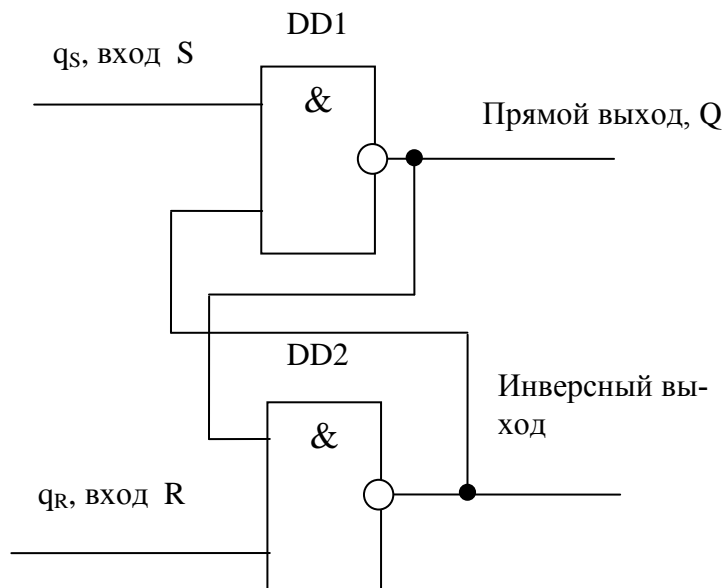 DD1
qS, вход S
&
Прямой выход, Q
DD2
Инверсный вы-
ход
&
qR, вход R